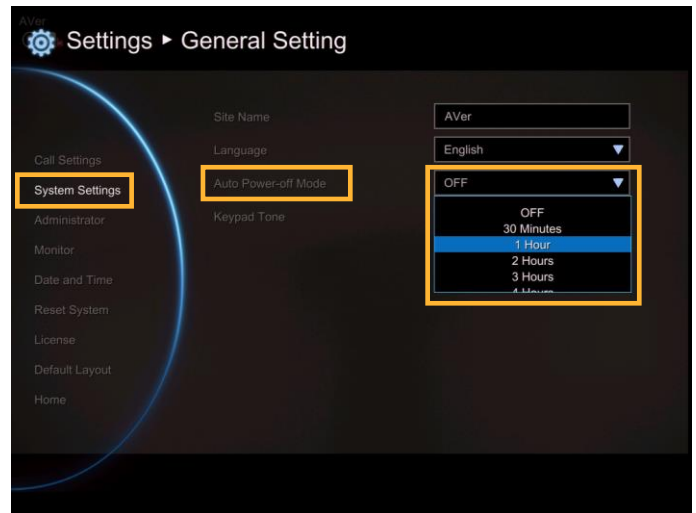 AVer
Settings ► General Setting
Site Name
AVer
Language
English
Call Settings
System Settings
Auto Power-off Mode
OFF
Administrator
Keypad Tone
OFF
30 Minutes
1 Hour
2 Hours
3 Hours
4 Hours
Monitor
Date and Time
Reset System
License
Default Layout
Home